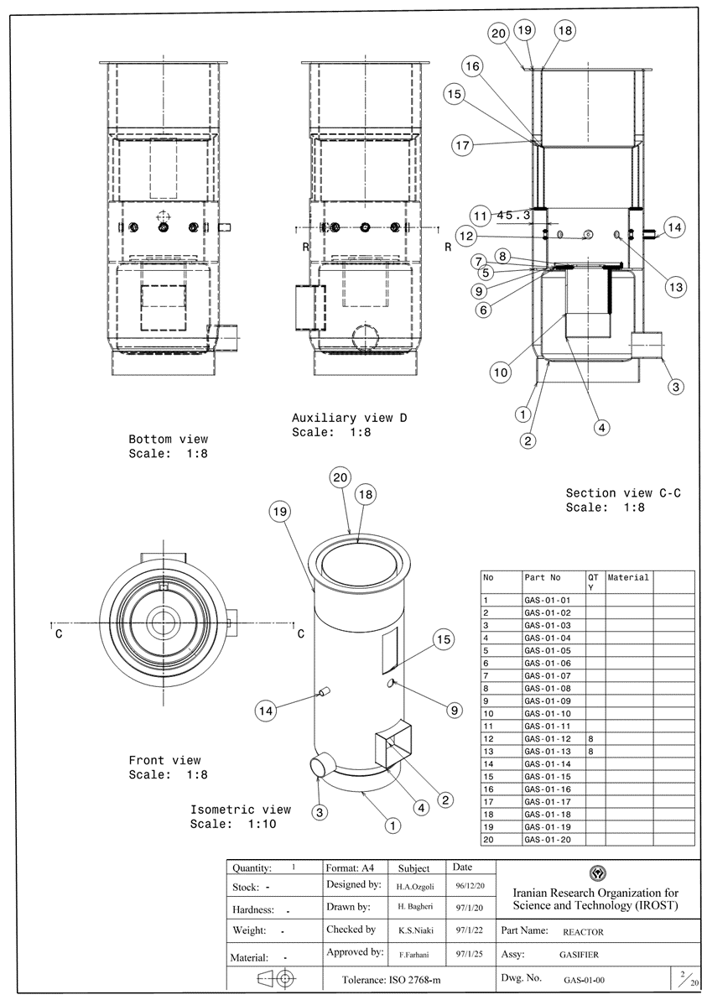 20
19
18
16
15
17
11
45.3
12
14
8
7
5
9
6
13
10
3
1
4
2
R
R
Bottom view
Scale: 1:8
Auxiliary view D
Scale: 1:8
Section view C-C
Scale: 1:8
20
18
19
15
14
9
2
4
3
1
C
C
Front view
Scale: 1:8
Isometric view
Scale: 1:10
No Part No QT Material
Y
1 GAS-01-01
2 GAS-01-02
3 GAS-01-03
4 GAS-01-04
5 GAS-01-05
6 GAS-01-06
7 GAS-01-07
8 GAS-01-08
9 GAS-01-09
10 GAS-01-10
11 GAS-01-11
12 GAS-01-12 8
13 GAS-01-13 8
14 GAS-01-14
15 GAS-01-15
16 GAS-01-16
17 GAS-01-17
18 GAS-01-18
19 GAS-01-19
20 GAS-01-20
Quantity: 1 Format: A4 Subject Date
Stock: - Designed by: H.A.Ozgoli 96/12/20
Hardness: - Drawn by: H. Bagheri 97/1/20
Weight: - Checked by K.S.Niaki 97/1/22
Material: - Approved by: F.Farhani 97/1/25
Tolerance: ISO 2768-m
Iranian Research Organization for
Science and Technology (IROST)
Part Name: REACTOR
Assy: GASIFIER
Dwg. No. GAS-01-00 2/20